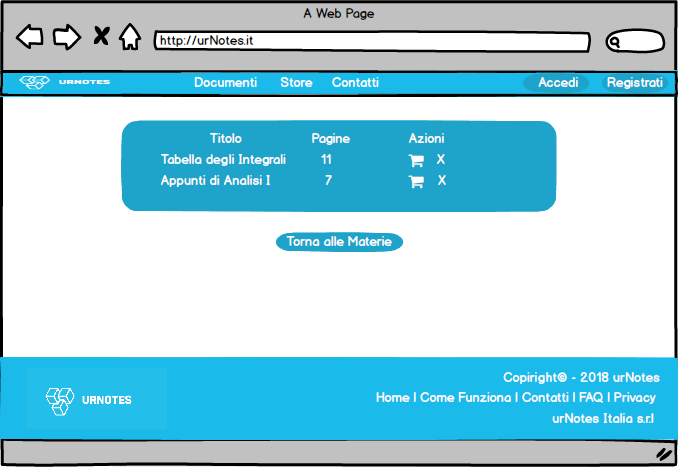 A Web Page
http://urNotes.it
URNOTES Documenti Store Contatti Accedi Registrati
Titolo Pagine Azioni
Tabella degli Integrali 11 X
Appunti di Analisi I 7 X
Torna alle Materie
Copiright© - 2018 urNotes
URNOTES
Home | Come Funziona | Contatti | FAQ | Privacy
urNotes Italia s.r.l